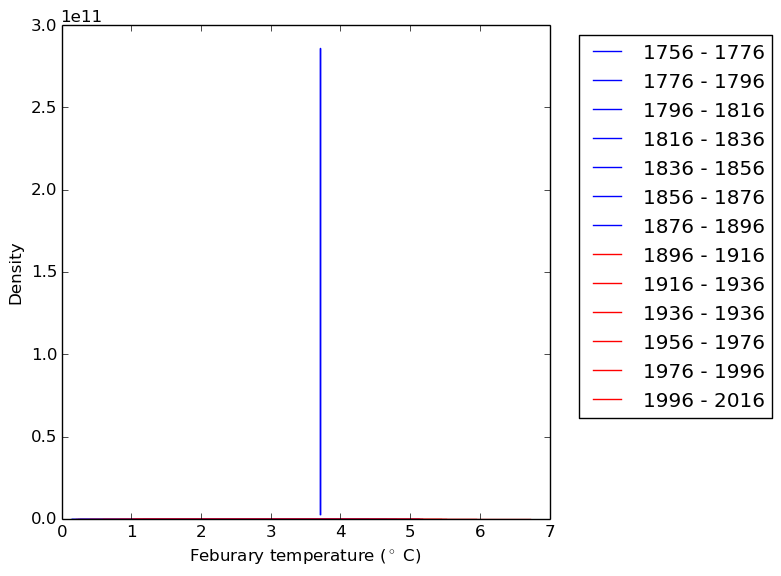 1e11
3.0
2.5
2.0
1.5
1.0
0.5
0.0
Density
0 1 2 3 4 5 6 7
Feburary temperature (° C)
1756 - 1776
1776 - 1796
1796 - 1816
1816 - 1836
1836 - 1856
1856 - 1876
1876 - 1896
1896 - 1916
1916 - 1936
1936 - 1936
1956 - 1976
1976 - 1996
1996 - 2016